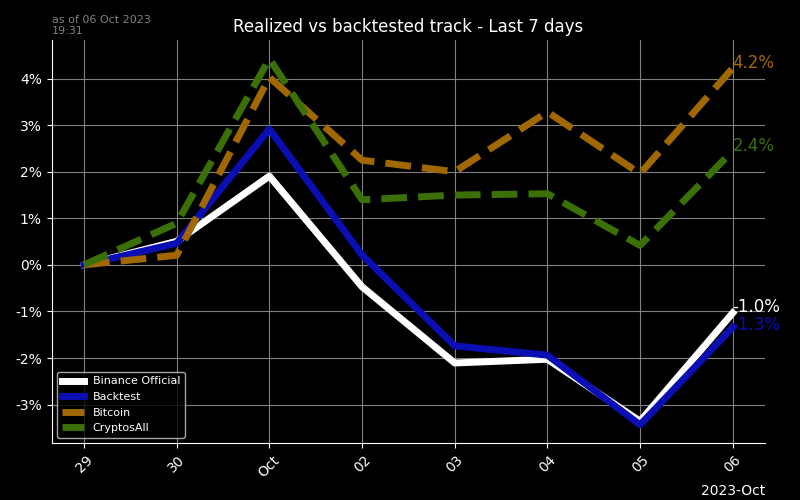 as of 06 Oct 2023
19:31
Realized vs backtested track - Last 7 days
4%
3%
2%
1%
0%
-1%
-2%
-3%
4.2%
2.4%
-1.0%
-1.3%
Binance Official
Backtest
Bitcoin
CryptosAll
29
30
Oct
02
03
04
05
06
2023-Oct